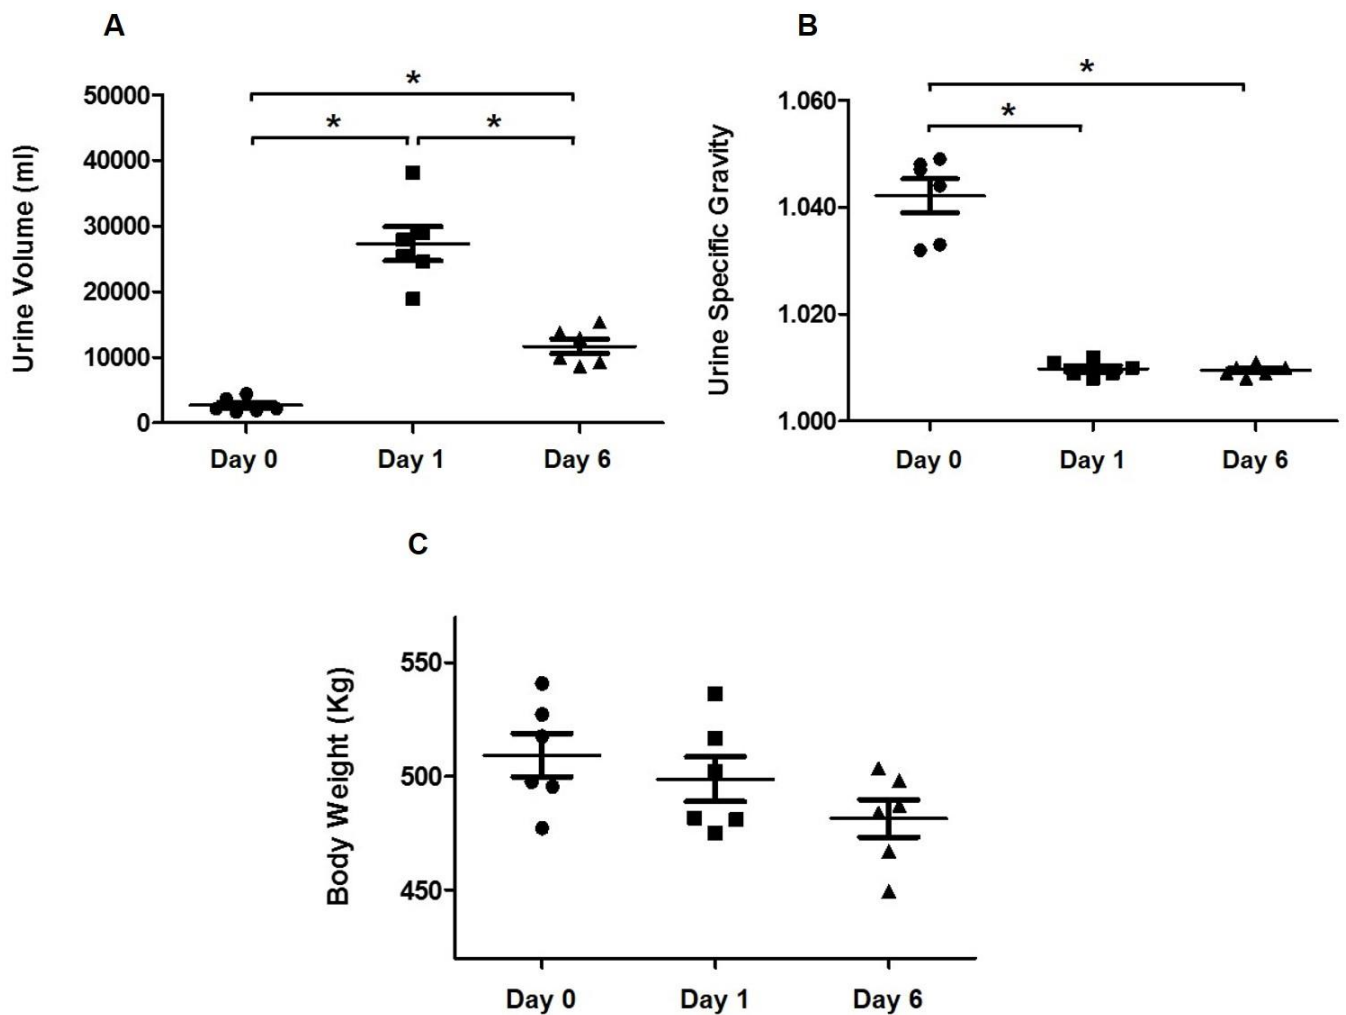 A
Urine Volume (ml)
50000
40000
30000
20000
10000
0
*
*
*
Day 0
Day 1
Day 6
B
Urine Specific Gravity
1.060
1.040
1.020
1.000
*
*
Day 0
Day 1
Day 6
C
Body Weight (Kg)
550
500
450
Day 0
Day 1
Day 6